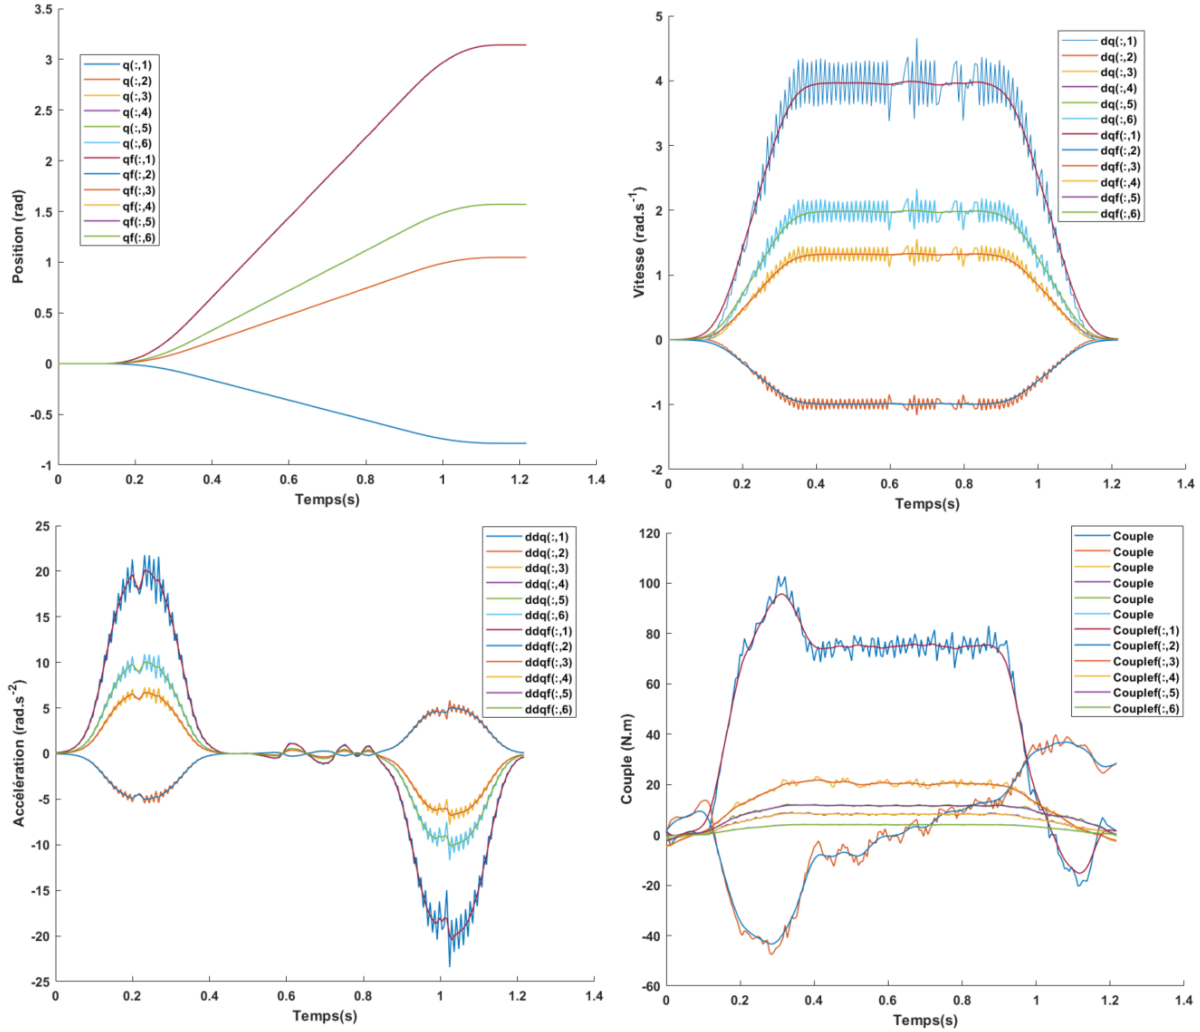 3.5
3
2.5
2
1.5
1
0.5
0
-0.5
-1
Position (rad)
q(:,1)
q(:,2)
q(:,3)
q(:,4)
q(:,5)
q(:,6)
qf(:,1)
qf(:,2)
qf(:,3)
qf(:,4)
qf(:,5)
qf(:,6)
0 0.2 0.4 0.6 0.8 1 1.2 1.4
Temps(s)
5
4
3
2
1
0
-1
-2
Vitesse (rad.s-1)
dq(:,1)
dq(:,2)
dq(:,3)
dq(:,4)
dq(:,5)
dq(:,6)
dqf(:,1)
dqf(:,2)
dqf(:,3)
dqf(:,4)
dqf(:,5)
dqf(:,6)
0 0.2 0.4 0.6 0.8 1 1.2 1.4
Temps(s)
25
20
15
10
5
0
-5
-10
-15
-20
-25
Accélération (rad.s-2)
ddq(:,1)
ddq(:,2)
ddq(:,3)
ddq(:,4)
ddq(:,5)
ddq(:,6)
ddqf(:,1)
ddqf(:,2)
ddqf(:,3)
ddqf(:,4)
ddqf(:,5)
ddqf(:,6)
0 0.2 0.4 0.6 0.8 1 1.2 1.4
Temps(s)
120
100
80
60
40
20
0
-20
-40
-60
Couple (N.m)
Couple
Couple
Couple
Couple
Couple
Couple
Couplef(:,1)
Couplef(:,2)
Couplef(:,3)
Couplef(:,4)
Couplef(:,5)
Couplef(:,6)
0 0.2 0.4 0.6 0.8 1 1.2 1.4
Temps(s)